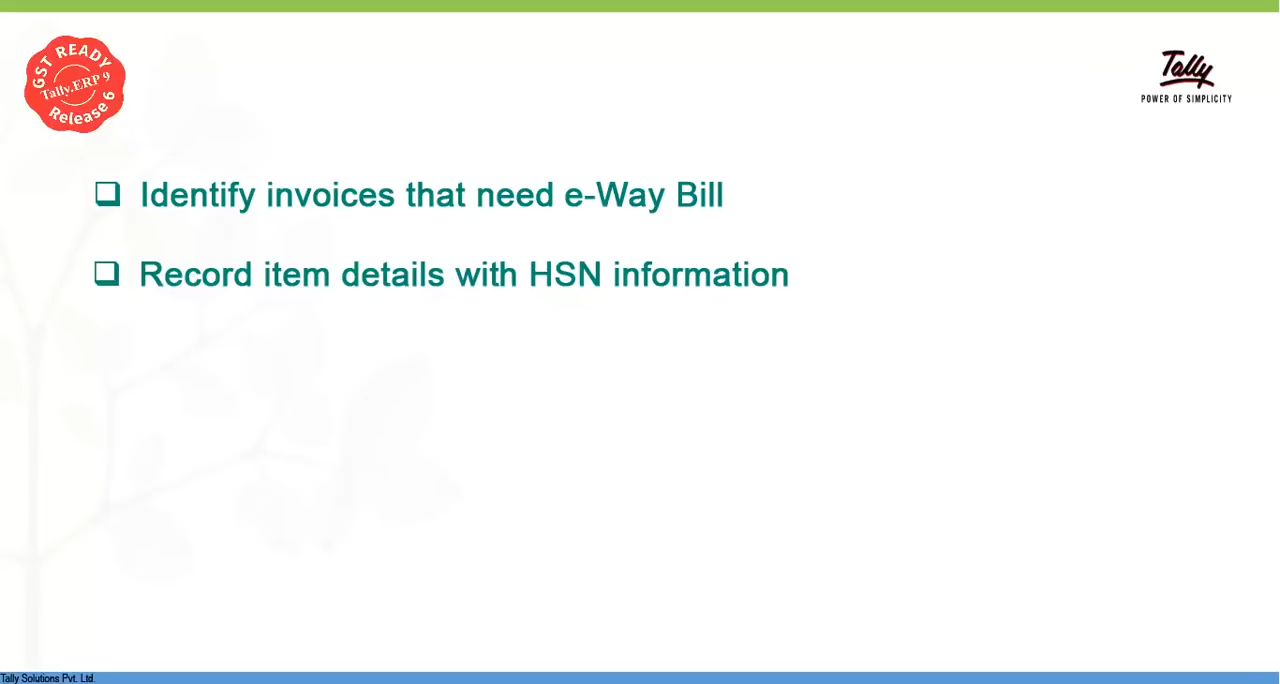 GST READY
Tally.ERP 9
Release 6
Tally
POWER OF SIMPLICITY
Identify invoices that need e-Way Bill
Record item details with HSN information
Tally Solutions Pvt. Ltd.